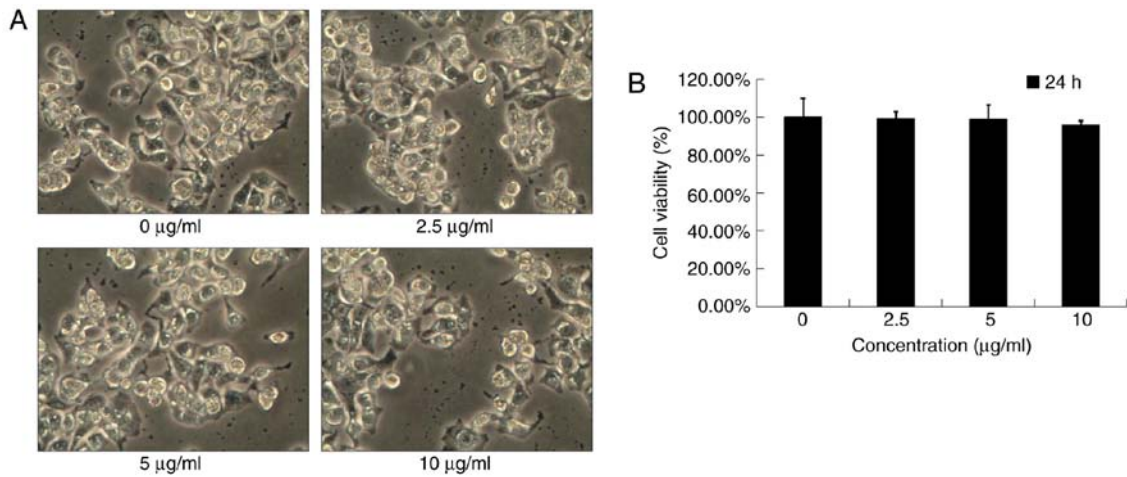 A
0 μg/ml
2.5 μg/ml
5 μg/ml
10 μg/ml
B
24 h
120.00%
100.00%
80.00%
60.00%
40.00%
20.00%
0.00%
Cell viability (%)
0
2.5
5
10
Concentration (μg/ml)